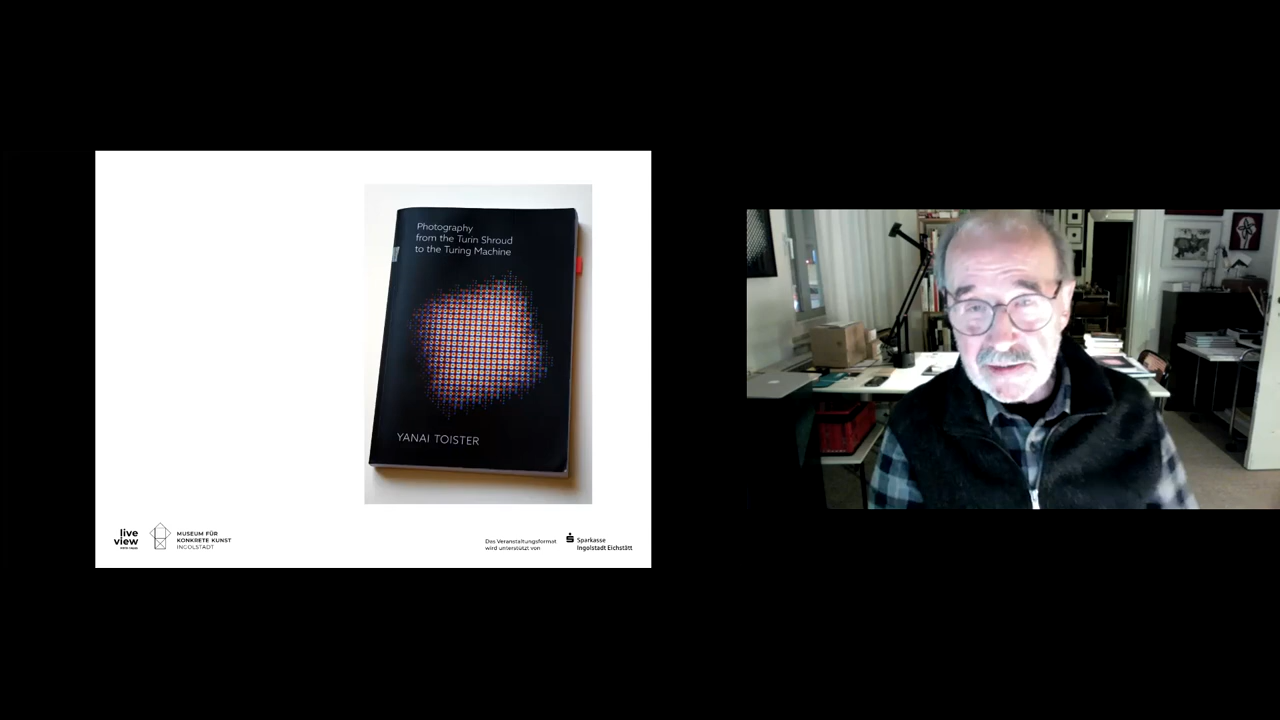 Photography
from the Turin Shroud
to the Turing Machine
YANAI TOISTER
live
view
MUSEUM FÜR
KONKRETE KUNST
INGOLSTADT
Das Veranstaltungsformat
wird unterstützt von
Sparkasse
Ingolstadt Eichstätt